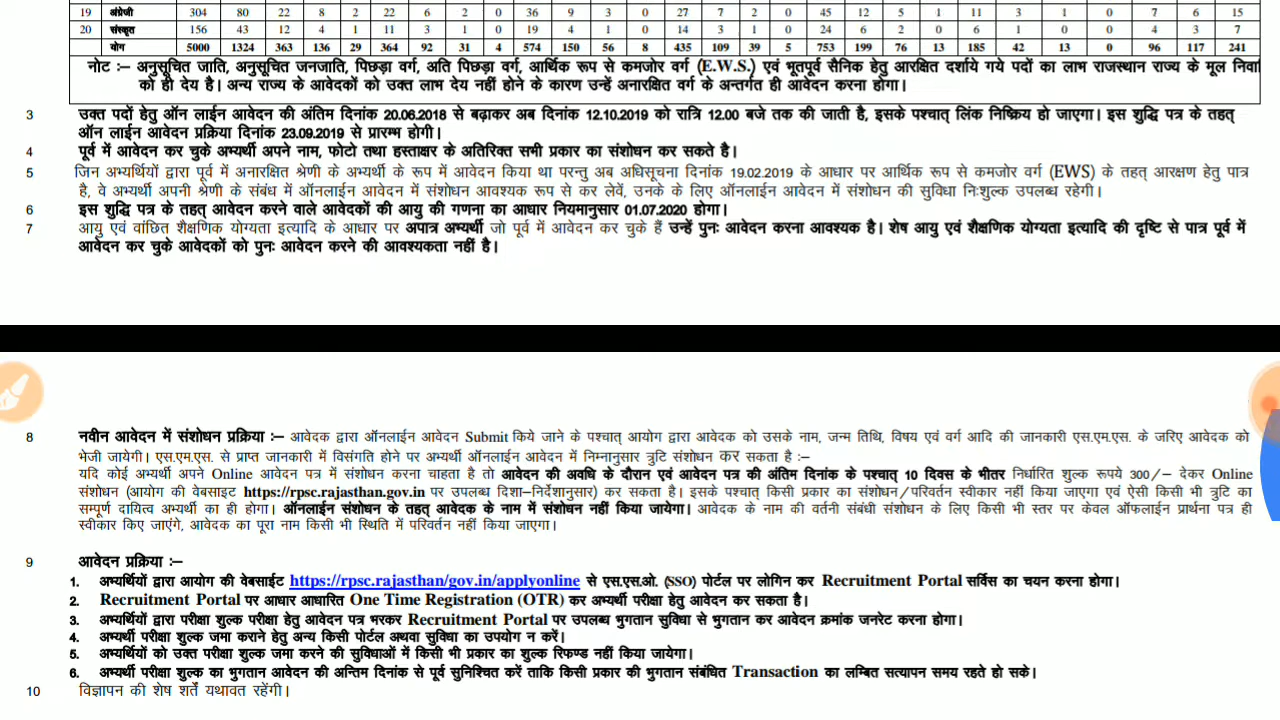 19 अंग्रेजी 304 80 22 8 2 22 6 2 0 36 9 3 0 27 7 2 0 45 12 5 1 11 3 1 0 7 6 15
20 संस्कृत 156 43 12 4 1 11 3 1 0 19 4 1 0 14 3 1 0 24 6 2 0 6 1 0 0 4 3 7
योग 5000 1324 363 136 29 364 92 31 4 574 150 56 8 435 109 39 5 753 199 76 13 185 42 13 0 96 117 241
नोट :– अनुसूचित जाति, अनुसूचित जनजाति, पिछड़ा वर्ग, अति पिछड़ा वर्ग, आर्थिक रूप से कमजोर वर्ग (E.W.S.) एवं भूतपूर्व सैनिक हेतु आरक्षित दर्शाये गये पदों का लाभ राजस्थान राज्य के मूल
को ही देय है। अन्य राज्य के आवेदकों को उक्त लाभ देय नहीं होने के कारण उन्हें अनारक्षित वर्ग के अन्तर्गत ही आवेदन करना होगा।
3 उक्त पदों हेतु ऑन लाईन आवेदन की अंतिम दिनांक 20.06.2018 से बढ़ाकर अब दिनांक 12.10.2019 को रात्रि 12.00 बजे तक की जाती है, इसके पश्चात् लिंक निष्क्रिय हो जाएगा। इस शुद्धि पत्र के तहत
ऑन लाईन आवेदन प्रक्रिया दिनांक 23.09.2019 से प्रारम्भ होगी।
4 पूर्व में आवेदन कर चुके अभ्यर्थी अपने नाम, फोटो तथा हस्ताक्षर के अतिरिक्त सभी प्रकार का संशोधन कर सकते है।
5 जिन अभ्यर्थियों द्वारा पूर्व में अनारक्षित श्रेणी के अभ्यर्थी के रूप में आवेदन किया था परन्तु अब अधिसूचना दिनांक 19.02.2019 के आधार पर आर्थिक रूप से कमजोर वर्ग (EWS) के तहत आरक्षण हेतु पात्र
है, वे अभ्यर्थी अपनी श्रेणी के संबंध में ऑनलाईन आवेदन में संशोधन आवश्यक रूप से कर लेवें, उनके के लिए ऑनलाईन आवेदन में संशोधन की सुविधा निःशुल्क उपलब्ध रहेगी।
6 इस शुद्धि पत्र के तहत आवेदन करने वाले आवेदकों की आयु की गणना का आधार नियमानुसार 01.07.2020 होगा।
7 आयु एवं वांछित शैक्षणिक योग्यता इत्यादि के आधार पर अपात्र अभ्यर्थी जो पूर्व में आवेदन कर चुके हैं उन्हें पुनः आवेदन करना आवश्यक है। शेष आयु एवं शैक्षणिक योग्यता इत्यादि की दृष्टि से पात्र पूर्व में
आवेदन कर चुके आवेदकों को पुनः आवेदन करने की आवश्यकता नहीं है।
8 नवीन आवेदन में संशोधन प्रक्रिया :– आवेदक द्वारा ऑनलाईन आवेदन Submit किये जाने के पश्चात् आयोग द्वारा आवेदक को उसके नाम, जन्म तिथि, विषय एवं वर्ग आदि की जानकारी एस.एम.एस. के जरिए आवेदक को
भेजी जायेगी। एस.एम.एस. से प्राप्त जानकारी में विसंगति होने पर अभ्यर्थी ऑनलाईन आवेदन में निम्नानुसार त्रुटि संशोधन कर सकता है :–
यदि कोई अभ्यर्थी अपने Online आवेदन पत्र में संशोधन करना चाहता है तो आवेदन की अवधि के दौरान एवं आवेदन पत्र की अंतिम दिनांक के पश्चात् 10 दिवस के भीतर निर्धारित शुल्क रूपये 300/– देकर Online
संशोधन (आयोग की वेबसाइट https://rpsc.rajasthan.gov.in पर उपलब्ध दिशा–निर्देशानुसार) कर सकता है। इसके पश्चात् किसी प्रकार का संशोधन/परिवर्तन स्वीकार नहीं किया जाएगा एवं ऐसी किसी भी त्रुटि का
सम्पूर्ण दायित्व अभ्यर्थी का ही होगा। ऑनलाईन संशोधन के तहत् आवेदक के नाम में संशोधन नहीं किया जायेगा। आवेदक के नाम की वर्तनी संबंधी संशोधन के लिए किसी भी स्तर पर केवल ऑफलाईन प्रार्थना पत्र ही
स्वीकार किए जाएंगे, आवेदक का पूरा नाम किसी भी स्थिति में परिवर्तन नहीं किया जाएगा।
9 आवेदन प्रक्रिया :–
1. अभ्यर्थियों द्वारा आयोग की वेबसाईट https://rpsc.rajasthan/gov.in/applyonline से एस.एस.ओ. (SSO) पोर्टल पर लोगिन कर Recruitment Portal सर्विस का चयन करना होगा।
2. Recruitment Portal पर आधार आधारित One Time Registration (OTR) कर अभ्यर्थी परीक्षा हेतु आवेदन कर सकता है।
3. अभ्यर्थियों द्वारा परीक्षा शुल्क परीक्षा हेतु आवेदन पत्र भरकर Recruitment Portal पर उपलब्ध भुगतान सुविधा से भुगतान कर आवेदन क्रमांक जनरेट करना होगा।
4. अभ्यर्थी परीक्षा शुल्क जमा कराने हेतु अन्य किसी पोर्टल अथवा सुविधा का उपयोग न करें।
5. अभ्यर्थियों को उक्त परीक्षा शुल्क जमा करने की सुविधाओं में किसी भी प्रकार का शुल्क रिफण्ड नहीं किया जायेगा।
6. अभ्यर्थी परीक्षा शुल्क का भुगतान आवेदन की अन्तिम दिनांक से पूर्व सुनिश्चित करें ताकि किसी प्रकार की भुगतान संबंधित Transaction का लम्बित सत्यापन समय रहते हो सके।
10 विज्ञापन की शेष शर्तें यथावत रहेंगी।